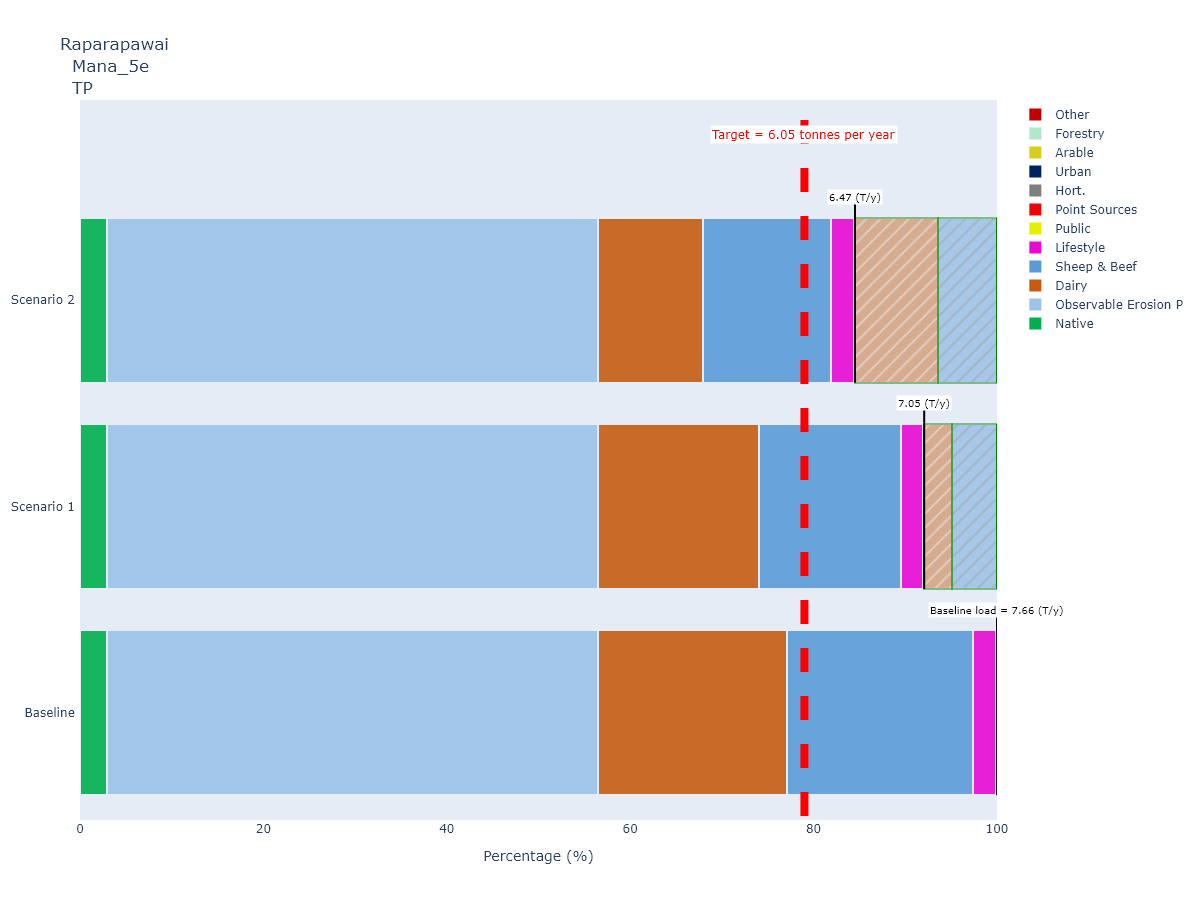 Raparapawai
Mana_5e
TP
Target = 6.05 tonnes per year
6.47 (T/y)
Scenario 2
7.05 (T/y)
Scenario 1
Baseline load = 7.66 (T/y)
Baseline
0 20 40 60 80 100
Percentage (%)
Other
Forestry
Arable
Urban
Hort.
Point Sources
Public
Lifestyle
Sheep & Beef
Dairy
Observable Erosion P
Native